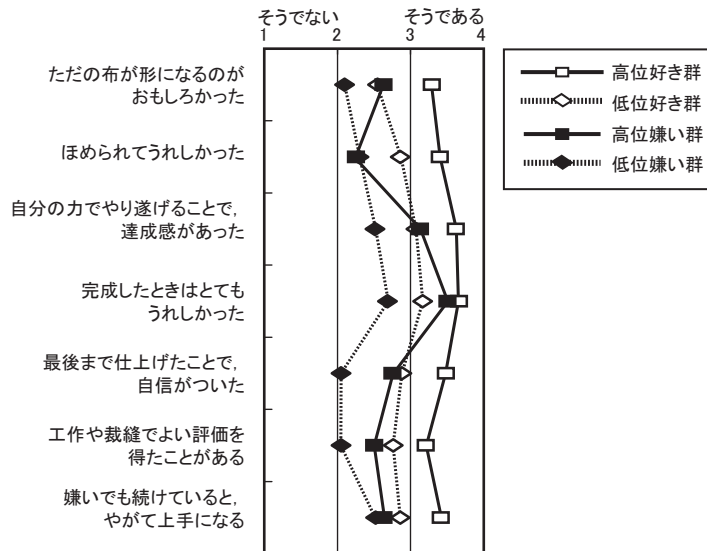 そうでない そうである
1 2 3 4
ただの布が形になるのが
おもしろかった
ほめられてうれしかった
自分の力でやり遂げることで,
達成感があった
完成したときはとても
うれしかった
最後まで仕上げたことで,
自信がついた
工作や裁縫でよい評価を
得たことがある
嫌いでも続けていると,
やがて上手になる
高位好き群
低位好き群
高位嫌い群
低位嫌い群